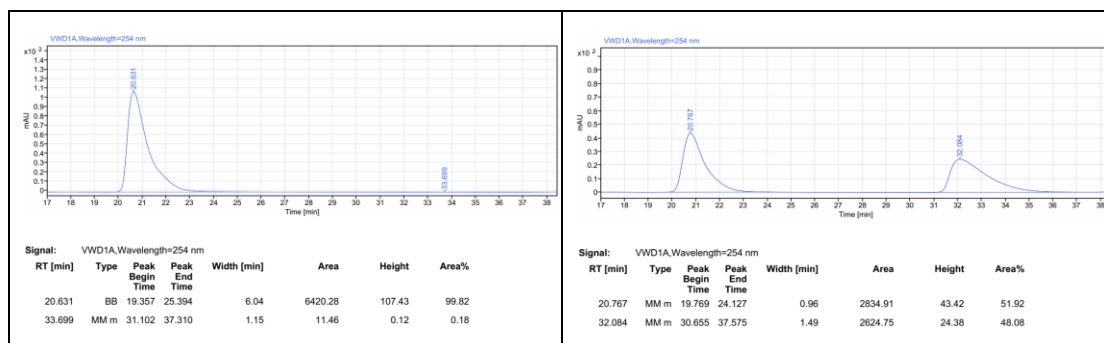 VWD1A,Wavelength=254 nm
x10 2
1.4
1.3
1.2
1.1
1
0.9
0.8
0.7
0.6
0.5
0.4
0.3
0.2
0.1
0
mAU
20.631
33.699
17 18 19 20 21 22 23 24 25 26 27 28 29 30 31 32 33 34 35 36 37 38
Time [min]
Signal: VWD1A,Wavelength=254 nm
RT [min] Type Peak Begin Time Peak End Time Width [min] Area Height Area%
20.631 BB 19.357 25.394 6.04 6420.28 107.43 99.82
33.699 MM m 31.102 37.310 1.15 11.46 0.12 0.18
VWD1A,Wavelength=254 nm
x10 2
0.9
0.8
0.7
0.6
0.5
0.4
0.3
0.2
0.1
0
mAU
20.767
32.084
17 18 19 20 21 22 23 24 25 26 27 28 29 30 31 32 33 34 35 36 37 38
Time [min]
Signal: VWD1A,Wavelength=254 nm
RT [min] Type Peak Begin Time Peak End Time Width [min] Area Height Area%
20.767 MM m 19.769 24.127 0.96 2834.91 43.42 51.92
32.084 MM m 30.655 37.575 1.49 2624.75 24.38 48.08